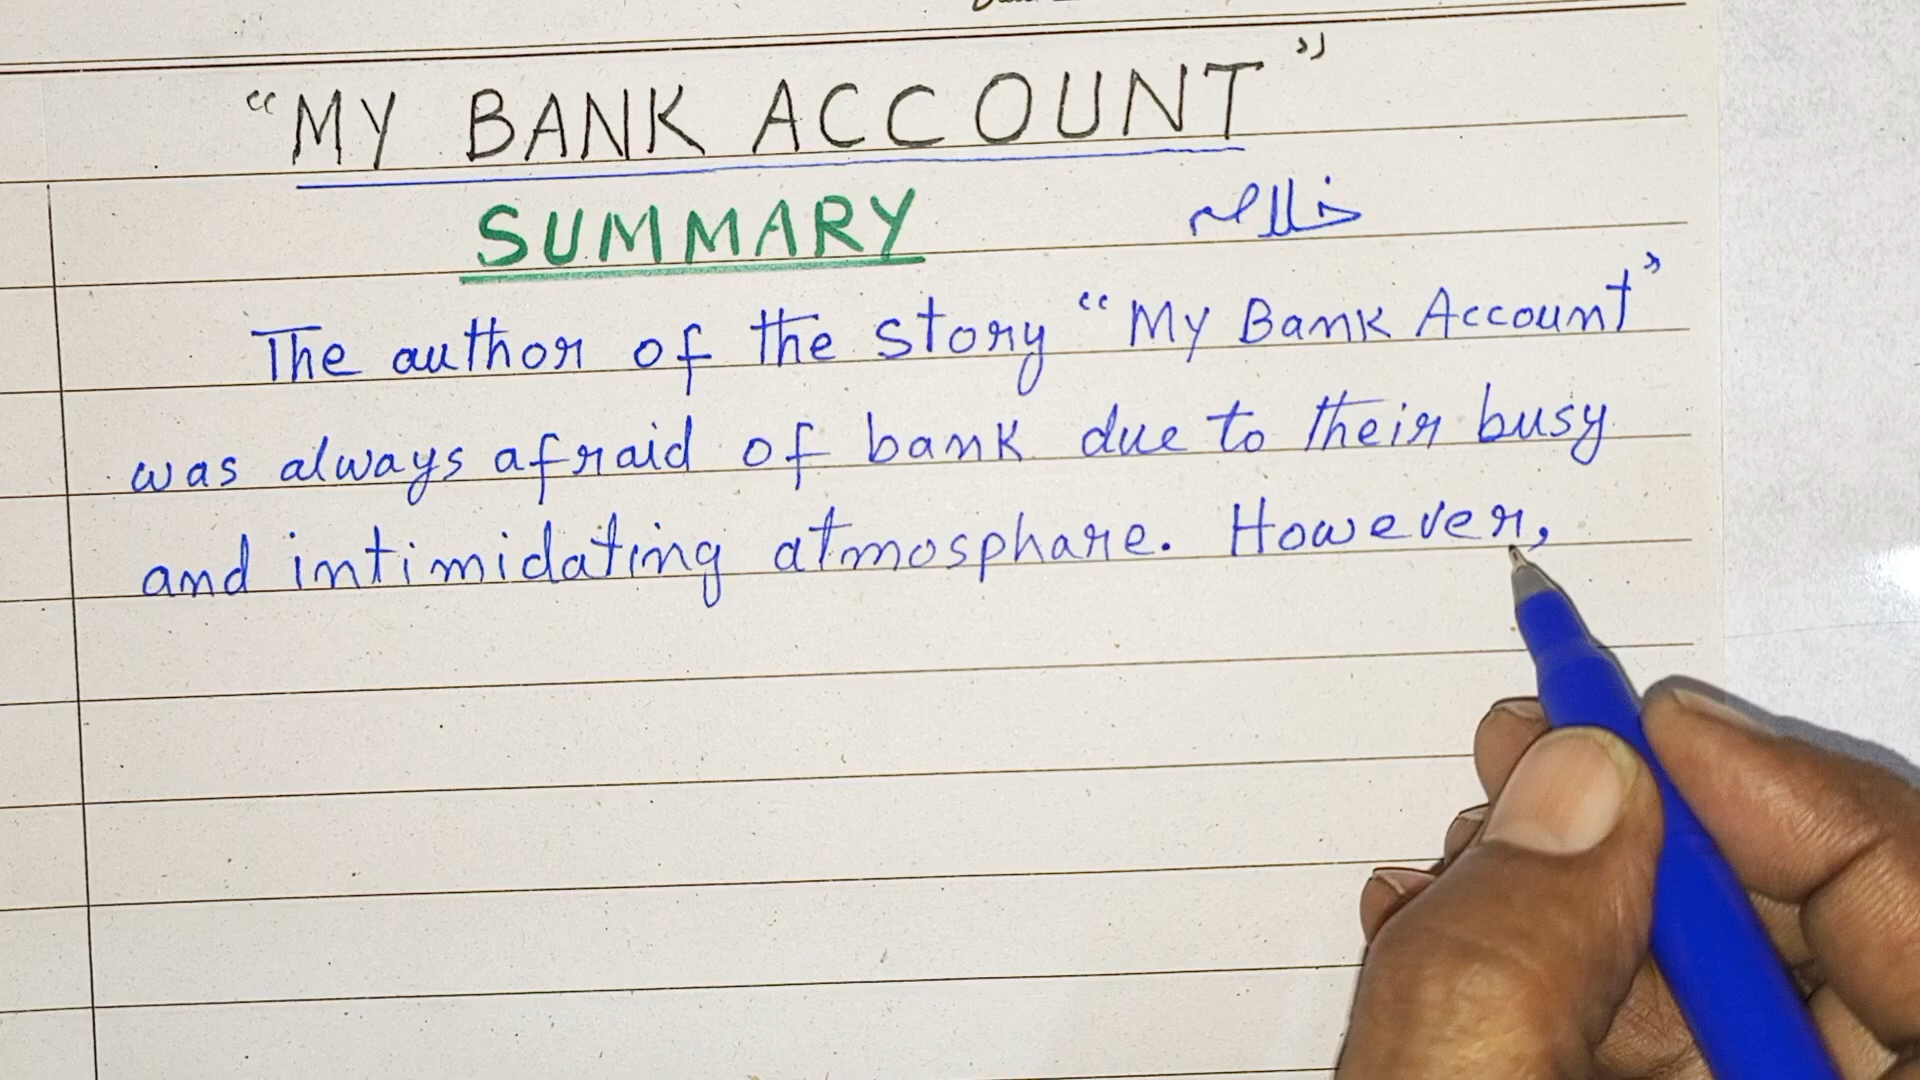 “MY BANK ACCOUNT”
SUMMARY خلاصہ
The author of the story “My Bank Account”
was always afraid of bank due to their busy
and intimidating atmosphare. However,